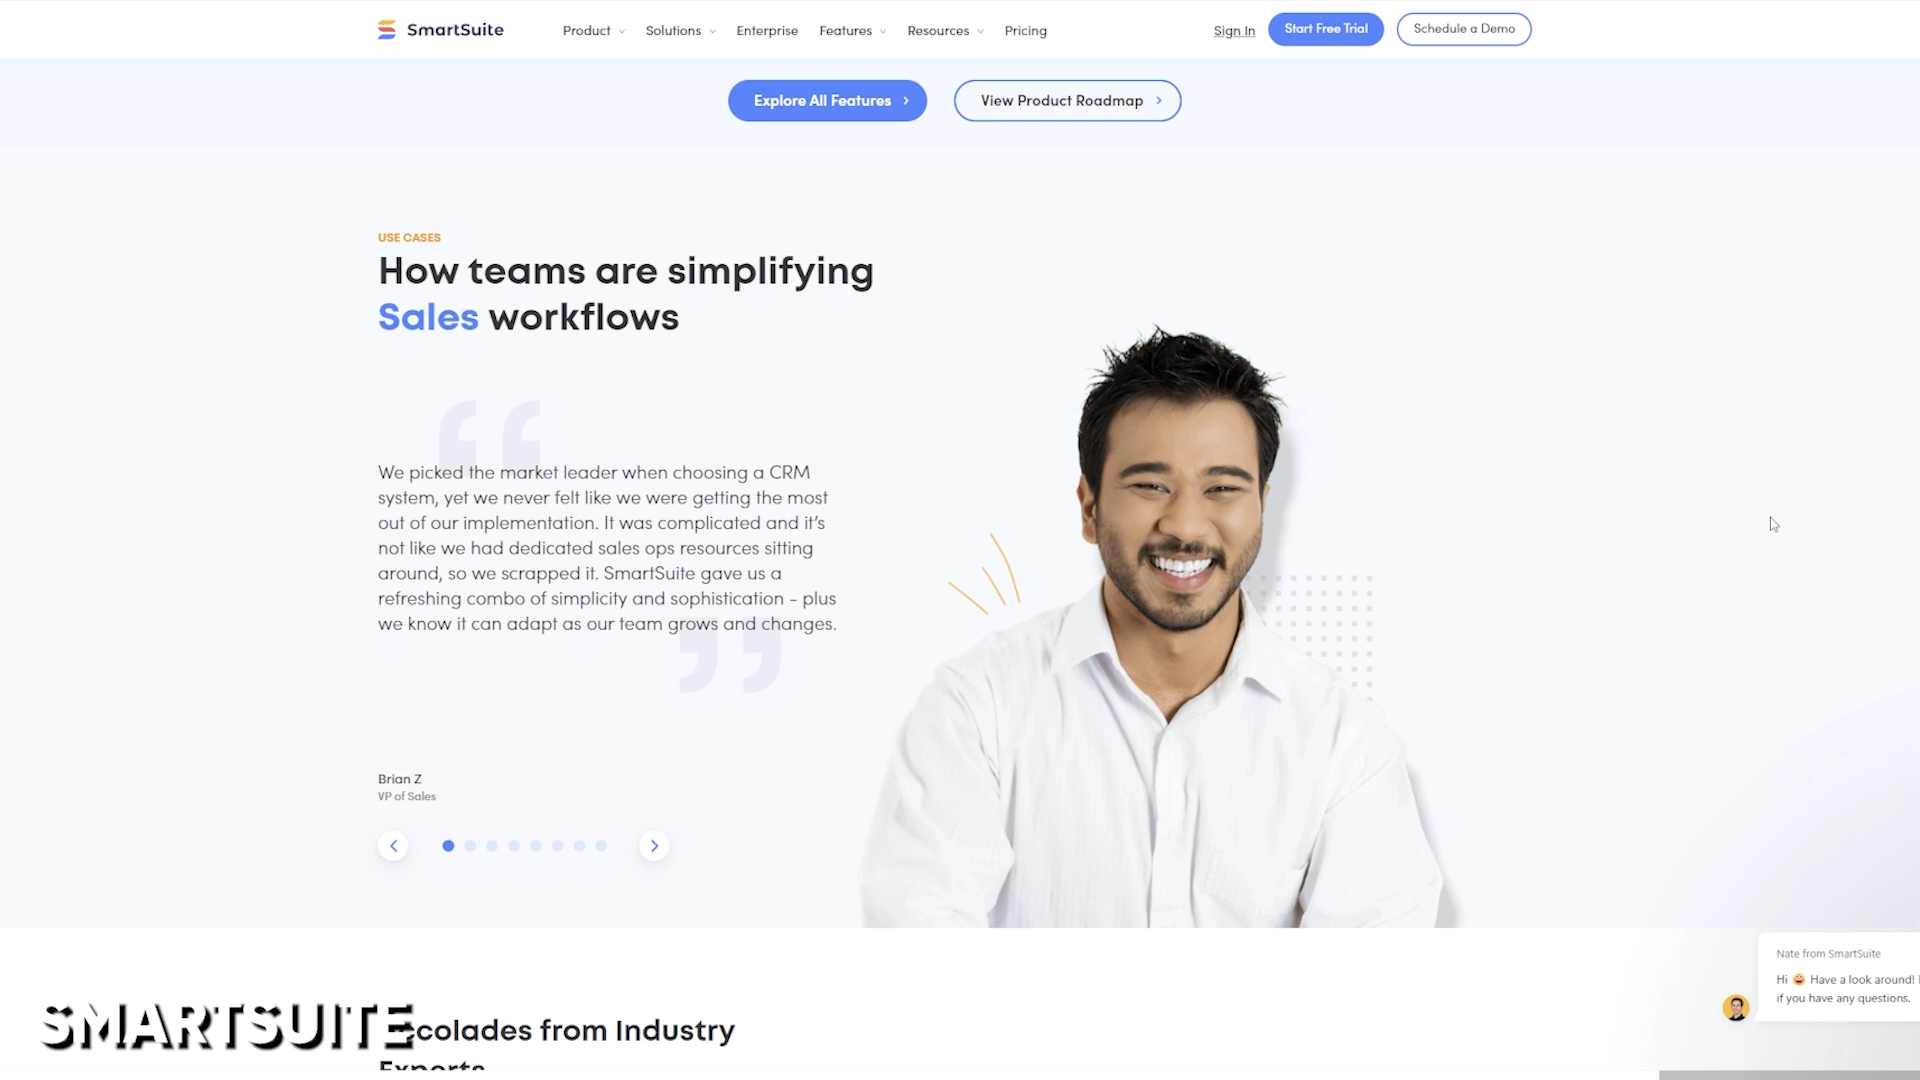 SmartSuite
Product
Solutions
Enterprise
Features
Resources
Pricing
Sign In
Start Free Trial
Schedule a Demo
Explore All Features
View Product Roadmap
USE CASES
How teams are simplifying
Sales workflows
We picked the market leader when choosing a CRM
system, yet we never felt like we were getting the most
out of our implementation. It was complicated and it's
not like we had dedicated sales ops resources sitting
around, so we scrapped it. SmartSuite gave us a
refreshing combo of simplicity and sophistication - plus
we know it can adapt as our team grows and changes.
Brian Z
VP of Sales
Nate from SmartSuite
Hi 😀 Have a look around!
if you have any questions.
SMARTSUITE
colades from Industry
Experts